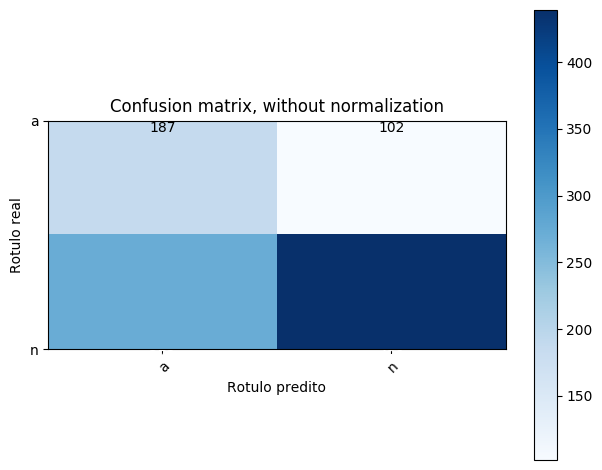 Confusion matrix, without normalization
a
187 102
Rotulo real
n
a n
Rotulo predito
400
350
300
250
200
150